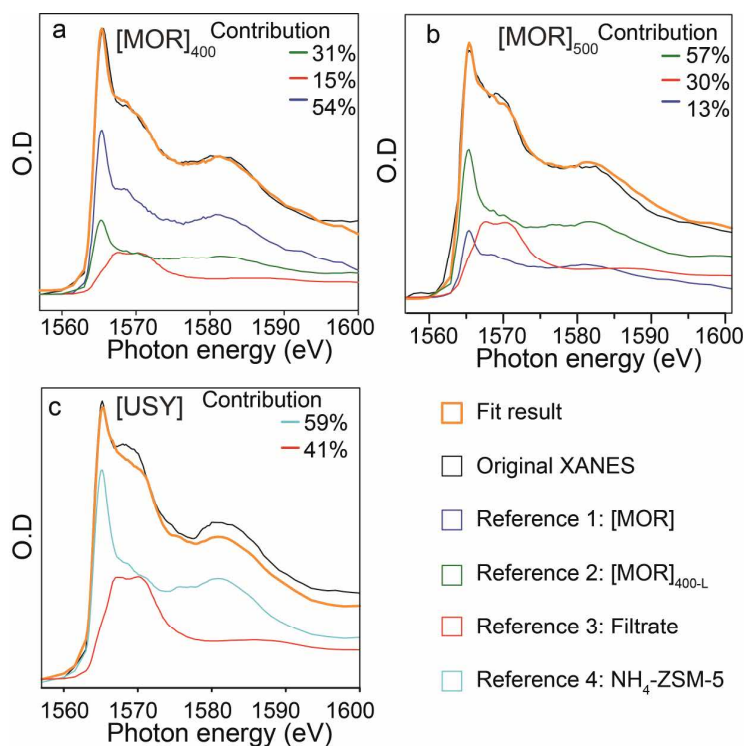 a [MOR]400 Contribution
31%
15%
54%
O.D
1560 1570 1580 1590 1600
Photon energy (eV)
b [MOR]500 Contribution
57%
30%
13%
1560 1570 1580 1590 1600
Photon energy (eV)
c [USY] Contribution
59%
41%
O.D
1560 1570 1580 1590 1600
Photon energy (eV)
Fit result
Original XANES
Reference 1: [MOR]
Reference 2: [MOR]400-L
Reference 3: Filtrate
Reference 4: NH4-ZSM-5